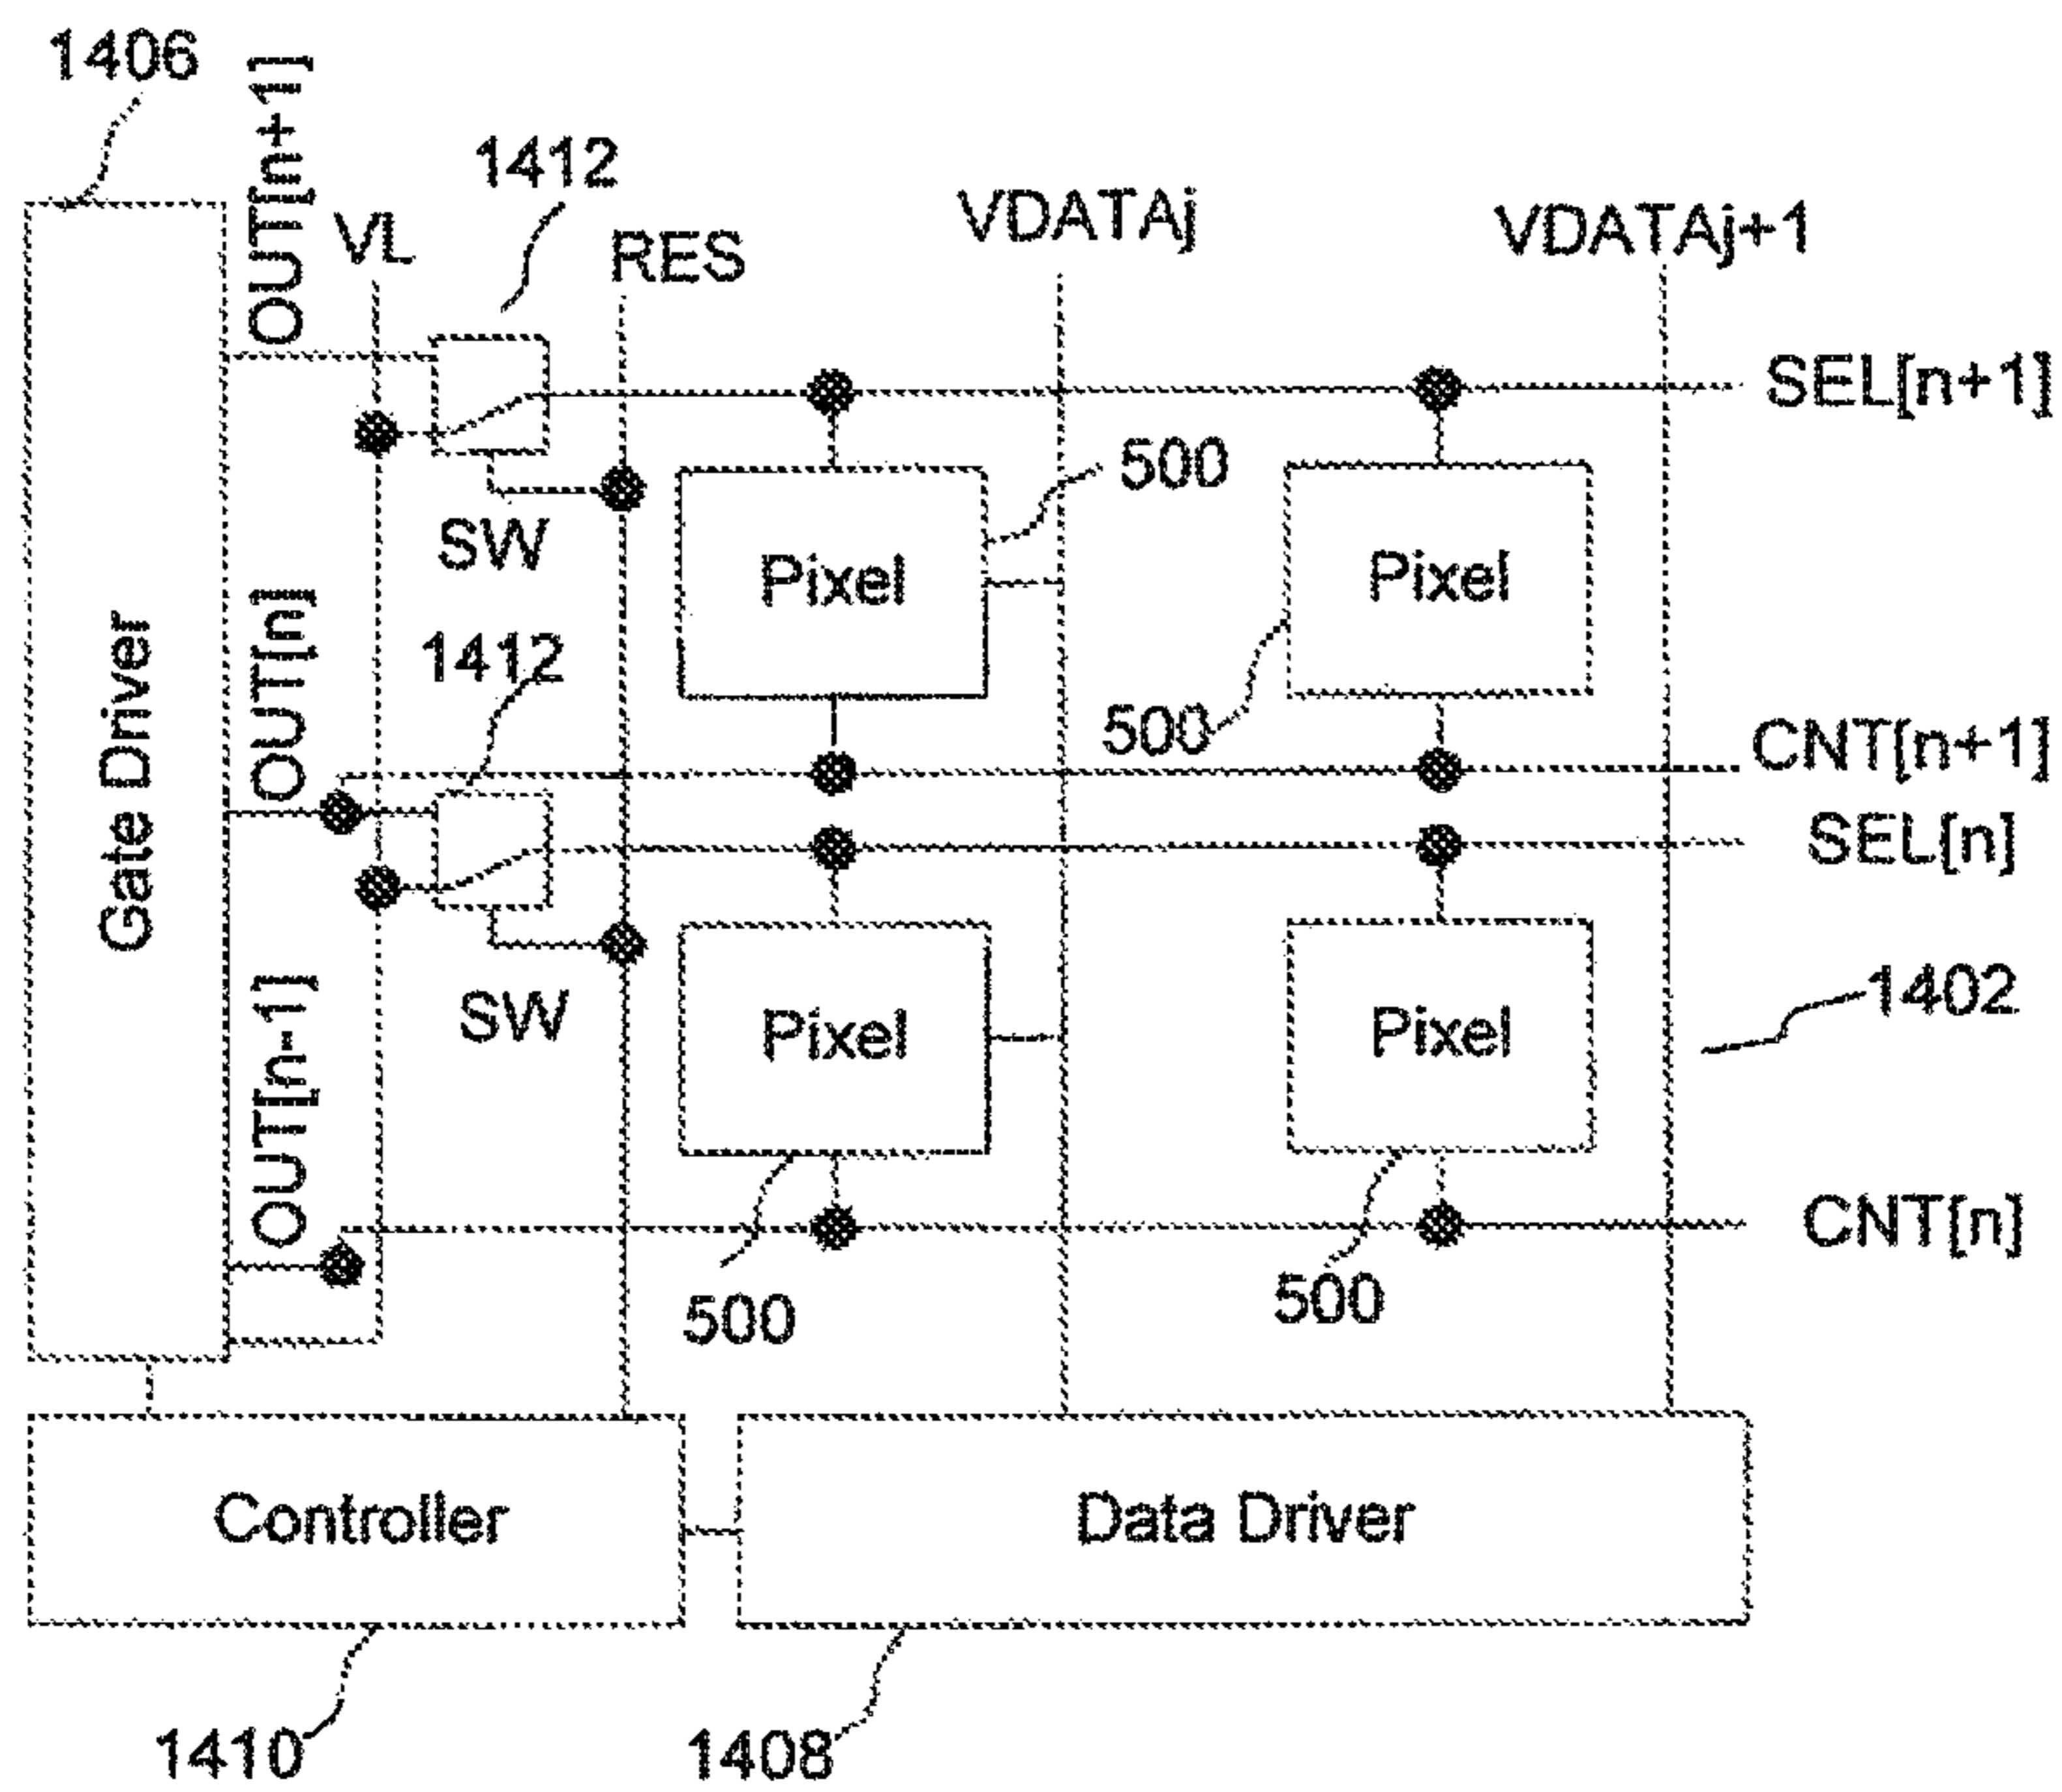 1406
OUT[n+1]
1412
VL
RES
VDATAj
VDATAj+1
SEL[n+1]
500
SW
Pixel
Pixel
OUT[n]
1412
500
CNT[n+1]
SEL[n]
Gate Driver
OUT[n-1]
SW
Pixel
Pixel
1402
CNT[n]
500
500
Controller
Data Driver
1410
1408